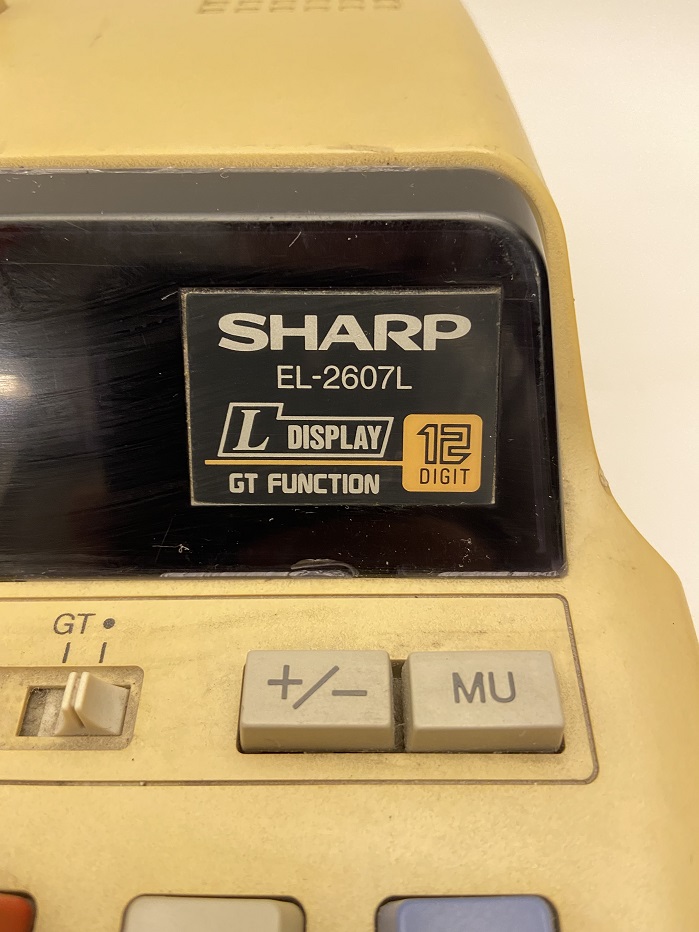 SHARP
EL-2607L
L DISPLAY
12
DIGIT
GT FUNCTION
GT •
+/−
MU